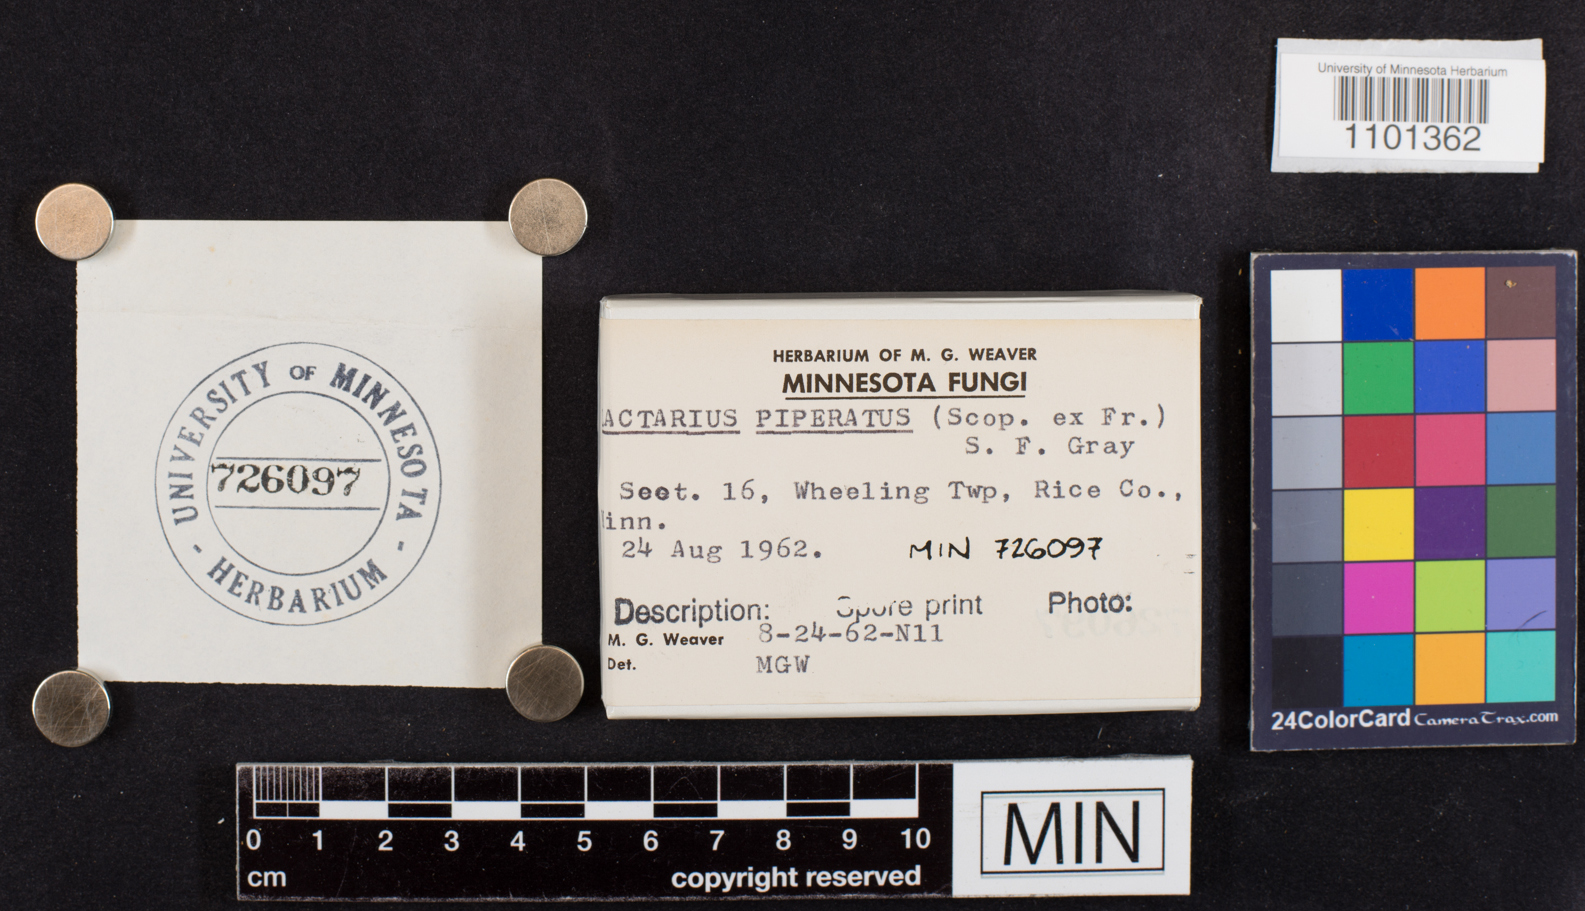 University of Minnesota Herbarium
1101362
UNIVERSITY OF MINNESOTA
726097
- HERBARIUM -
HERBARIUM OF M. G. WEAVER
MINNESOTA FUNGI
ACTARIUS PIPERATUS (Scop. ex Fr.)
S. F. Gray
Seet. 16, Wheeling Twp, Rice Co.,
inn.
24 Aug 1962. MIN 726097
Description: Spore print Photo:
M. G. Weaver 8-24-62-N11
Det. MGW
24ColorCard CameraTrax.com
0 1 2 3 4 5 6 7 8 9 10
cm copyright reserved
MIN